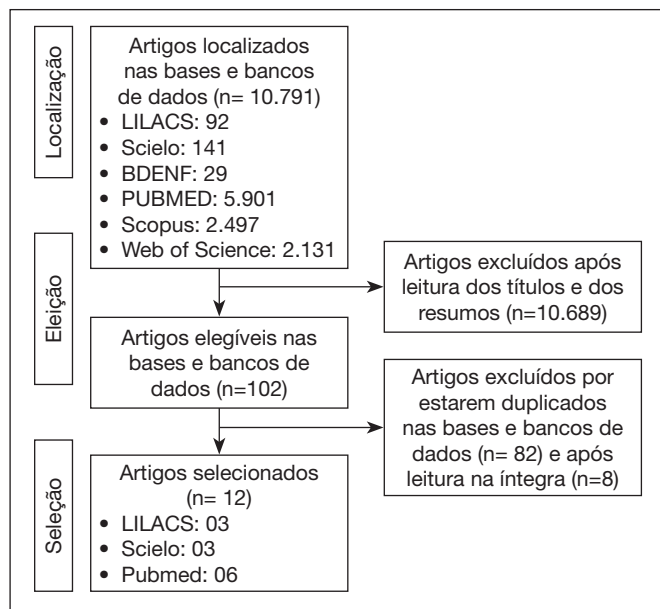 Localização
Artigos localizados
nas bases e bancos
de dados (n= 10.791)
• LILACS: 92
• Scielo: 141
• BDENF: 29
• PUBMED: 5.901
• Scopus: 2.497
• Web of Science: 2.131
Artigos excluídos após
leitura dos títulos e dos
resumos (n=10.689)
Eleição
Artigos elegíveis nas
bases e bancos de
dados (n=102)
Artigos excluídos por
estarem duplicados
nas bases e bancos de
dados (n= 82) e após
leitura na íntegra (n=8)
Seleção
Artigos selecionados
(n= 12)
• LILACS: 03
• Scielo: 03
• Pubmed: 06